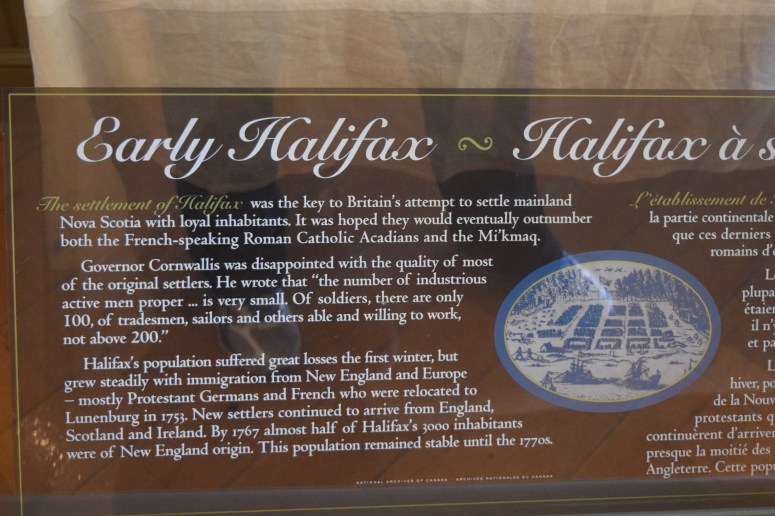 Early Halifax ~ Halifax à s
The settlement of Halifax was the key to Britain's attempt to settle mainland
Nova Scotia with loyal inhabitants. It was hoped they would eventually outnumber
both the French-speaking Roman Catholic Acadians and the Mi'kmaq.
Governor Cornwallis was disappointed with the quality of most
of the original settlers. He wrote that "the number of industrious
active men proper ... is very small. Of soldiers, there are only
100, of tradesmen, sailors and others able and willing to work,
not above 200."
Halifax's population suffered great losses the first winter, but
grew steadily with immigration from New England and Europe
– mostly Protestant Germans and French who were relocated to
Lunenburg in 1753. New settlers continued to arrive from England,
Scotland and Ireland. By 1767 almost half of Halifax's 3000 inhabitants
were of New England origin. This population remained stable until the 1770s.
NATIONAL ARCHIVES OF CANADA · ARCHIVES NATIONALES DU CANADA
L'établissement de
la partie continentale
que ces derniers
romains d'
L
plupa
étaien
il n'
et pa
L
hiver, po
de la Nouv
protestants q
continuèrent d'arriver
presque la moitié des
Angleterre. Cette popu